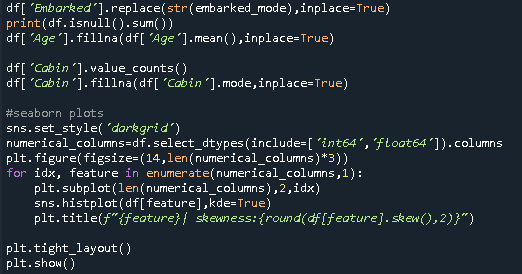 df['Embarked'].replace(str(embarked_mode),inplace=True)
print(df.isnull().sum())
df['Age'].fillna(df['Age'].mean(),inplace=True)
df['Cabin'].value_counts()
df['Cabin'].fillna(df['Cabin'].mode,inplace=True)
#seaborn plots
sns.set_style('darkgrid')
numerical_columns=df.select_dtypes(include=['int64','float64']).columns
plt.figure(figsize=(14,len(numerical_columns)*3))
for idx, feature in enumerate(numerical_columns,1):
    plt.subplot(len(numerical_columns),2,idx)
    sns.histplot(df[feature],kde=True)
    plt.title(f"{feature}| skewness:{round(df[feature].skew(),2)}")
plt.tight_layout()
plt.show()